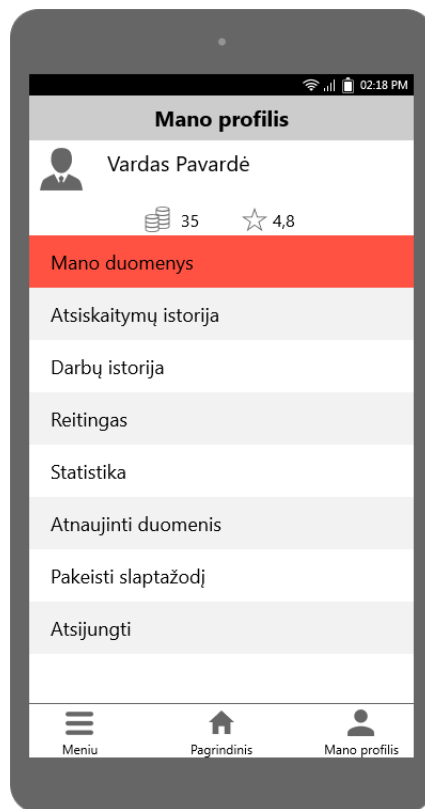 02:18 PM
Mano profilis
Vardas Pavardė
35 4,8
Mano duomenys
Atsiskaitymų istorija
Darbų istorija
Reitingas
Statistika
Atnaujinti duomenis
Pakeisti slaptažodį
Atsijungti
Meniu Pagrindinis Mano profilis